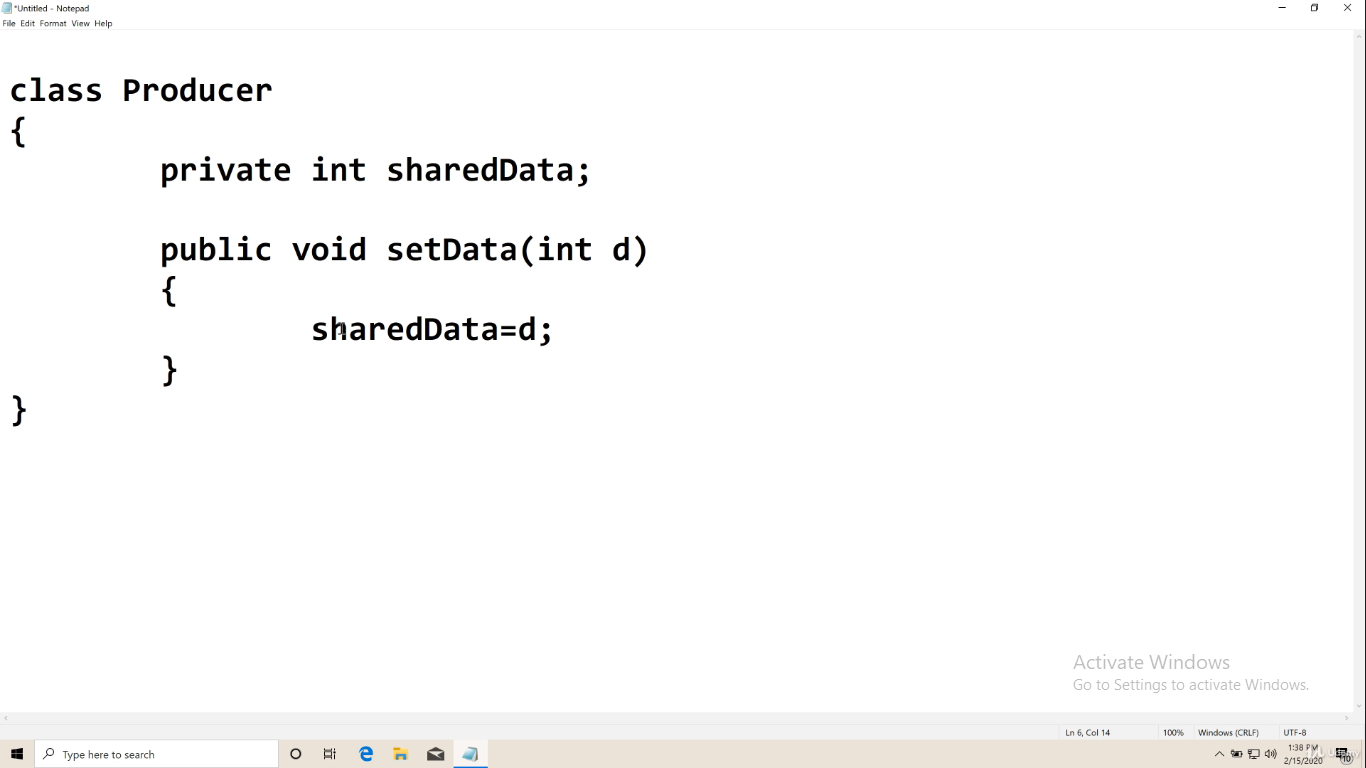 *Untitled - Notepad
File Edit Format View Help
class Producer
{
private int sharedData;
public void setData(int d)
{
sharedData=d;
}
}
Activate Windows
Go to Settings to activate Windows.
Ln 6, Col 14 100% Windows (CRLF) UTF-8
Type here to search
1:38 PM
2/15/2020
10